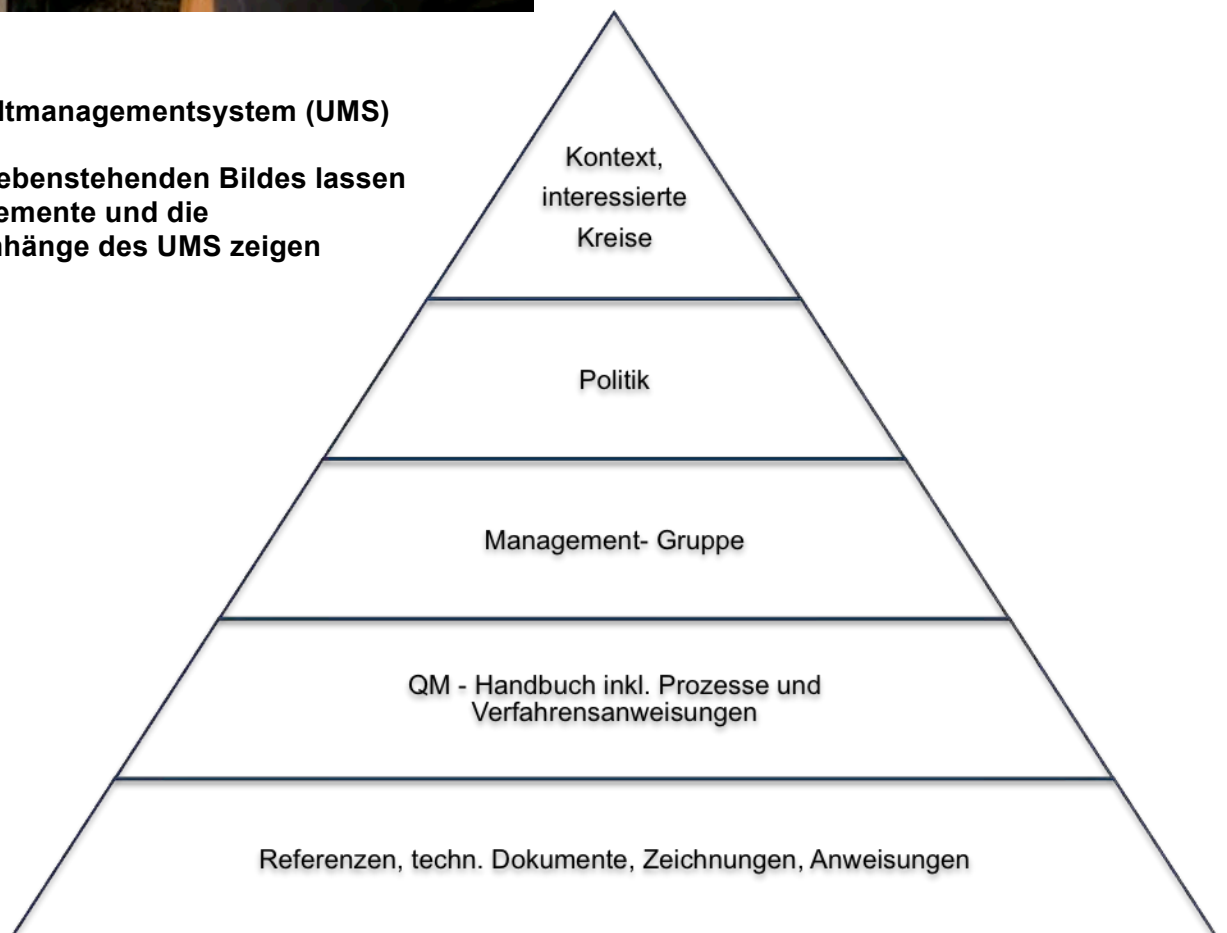 ltmanagementsystem (UMS)
ebenstehenden Bildes lassen
emente und die
nhänge des UMS zeigen
Kontext,
interessierte
Kreise
Politik
Management- Gruppe
QM - Handbuch inkl. Prozesse und
Verfahrensanweisungen
Referenzen, techn. Dokumente, Zeichnungen, Anweisungen